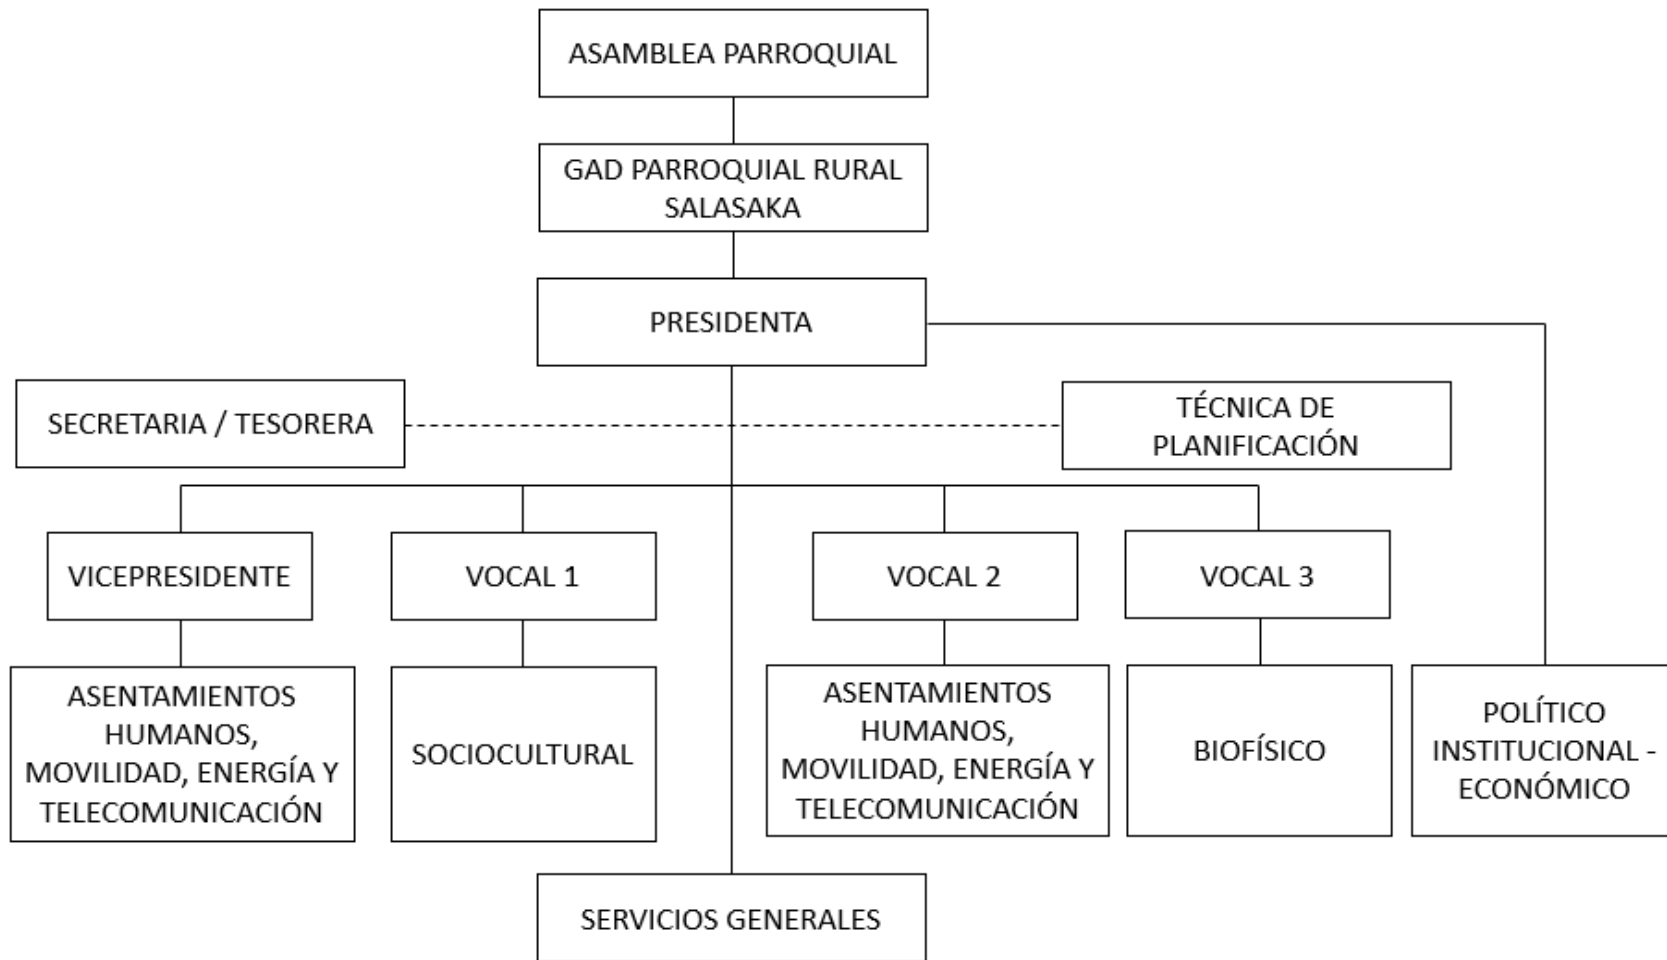 ASAMBLEA PARROQUIAL
GAD PARROQUIAL RURAL
SALASAKA
PRESIDENTA
SECRETARIA / TESORERA
TÉCNICA DE
PLANIFICACIÓN
VICEPRESIDENTE
VOCAL 1
VOCAL 2
VOCAL 3
ASENTAMIENTOS
HUMANOS,
MOVILIDAD, ENERGÍA Y
TELECOMUNICACIÓN
SOCIOCULTURAL
ASENTAMIENTOS
HUMANOS,
MOVILIDAD, ENERGÍA Y
TELECOMUNICACIÓN
BIOFÍSICO
POLÍTICO
INSTITUCIONAL -
ECONÓMICO
SERVICIOS GENERALES